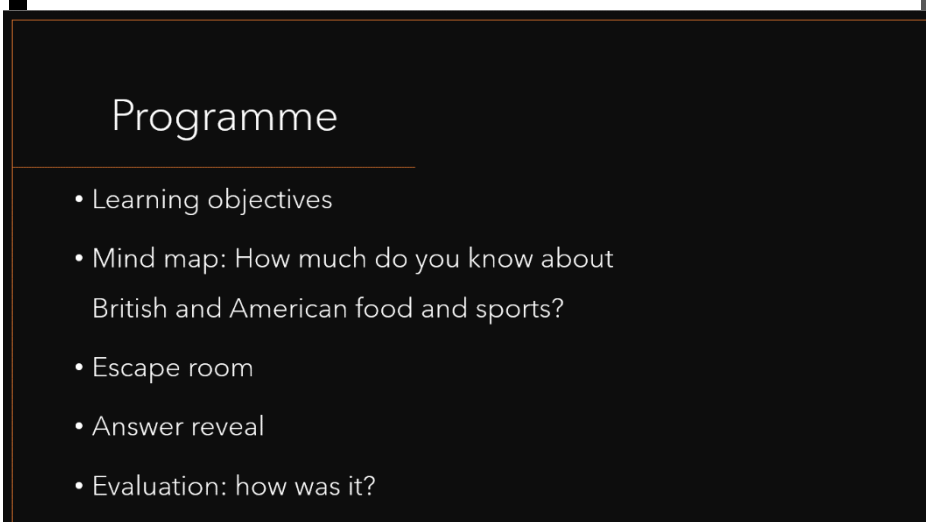 Programme
• Learning objectives
• Mind map: How much do you know about
British and American food and sports?
• Escape room
• Answer reveal
• Evaluation: how was it?